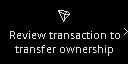 Review transaction to
transfer ownership